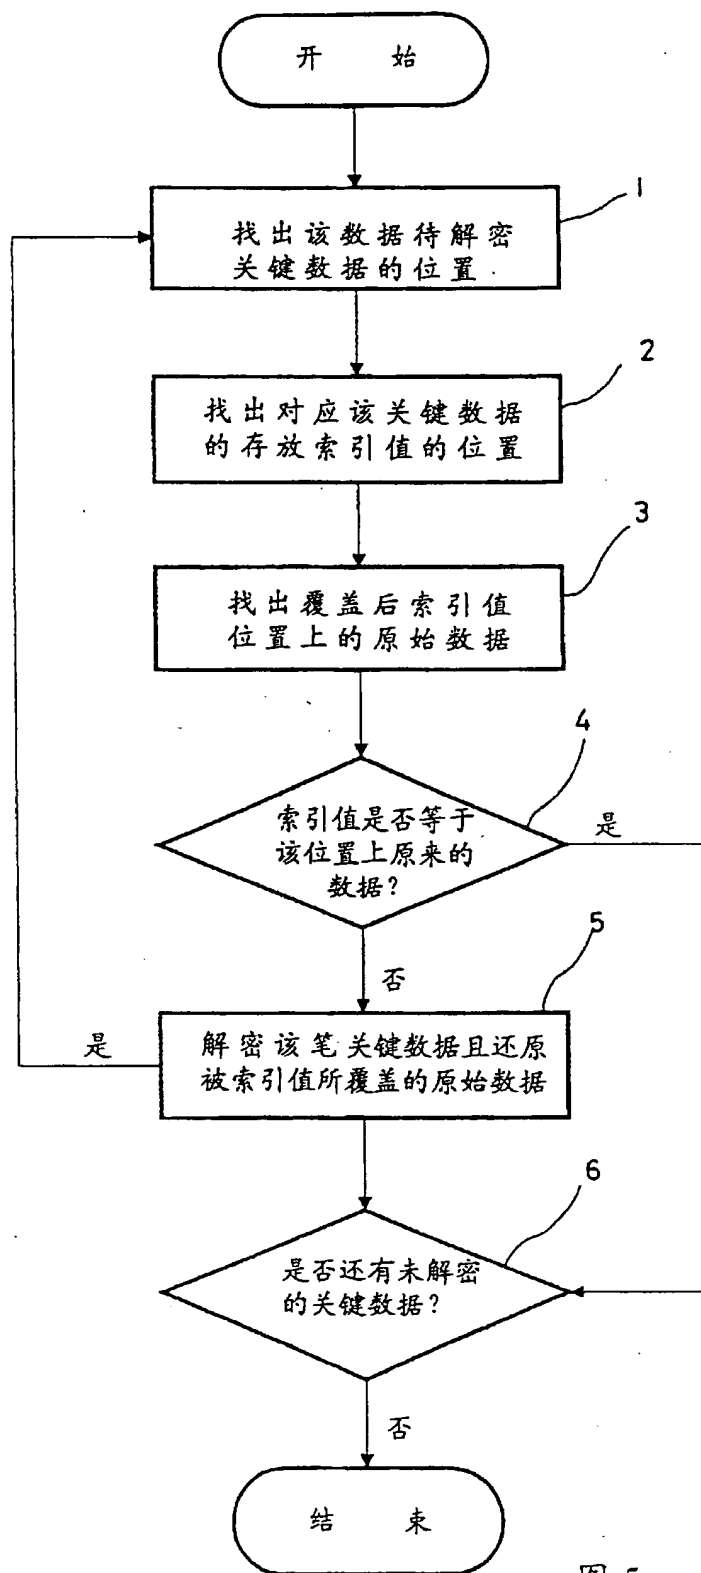 开 始
1
找出该数据待解密
关键数据的位置
2
找出对应该关键数据
的存放索引值的位置
3
找出覆盖后索引值
位置上的原始数据
4
索引值是否等于
该位置上原来的
数据?
是
否
5
是
解密该笔关键数据且还原
被索引值所覆盖的原始数据
6
是否还有未解密
的关键数据?
否
结 束